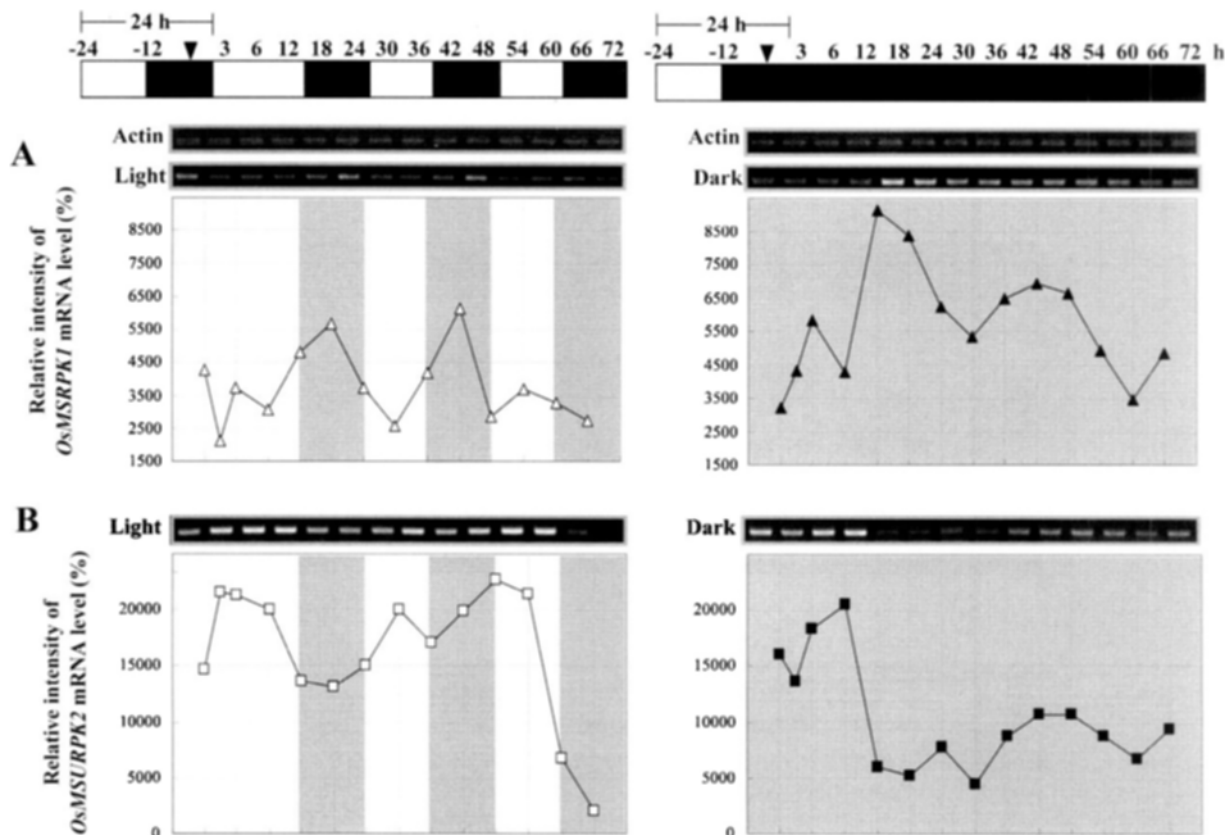 24 h
-24 -12 3 6 12 18 24 30 36 42 48 54 60 66 72
24 h
-24 -12 3 6 12 18 24 30 36 42 48 54 60 66 72 h
A
Actin
Light
Relative intensity of
OsMSRPK1 mRNA level (%)
8500
7500
6500
5500
4500
3500
2500
1500
Actin
Dark
8500
7500
6500
5500
4500
3500
2500
1500
B
Light
Relative intensity of
OsMSURPK2 mRNA level (%)
20000
15000
10000
5000
0
Dark
20000
15000
10000
5000
0